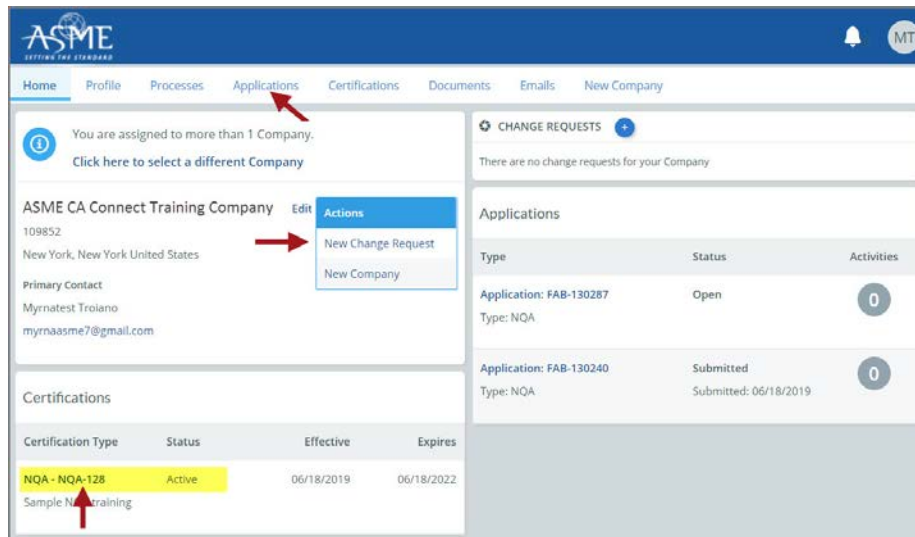 ASME
SETTING THE STANDARD
MT
Home Profile Processes Applications Certifications Documents Emails New Company
You are assigned to more than 1 Company.
Click here to select a different Company
ASME CA Connect Training Company Edit
109852
New York, New York United States
Primary Contact
Myrnatest Troiano
myrnaasme7@gmail.com
Actions
New Change Request
New Company
Certifications
Certification Type Status Effective Expires
NQA - NQA-128 Active 06/18/2019 06/18/2022
Sample training
CHANGE REQUESTS +
There are no change requests for your Company
Applications
Type Status Activities
Application: FAB-130287 Open 0
Type: NQA
Application: FAB-130240 Submitted 0
Type: NQA Submitted: 06/18/2019